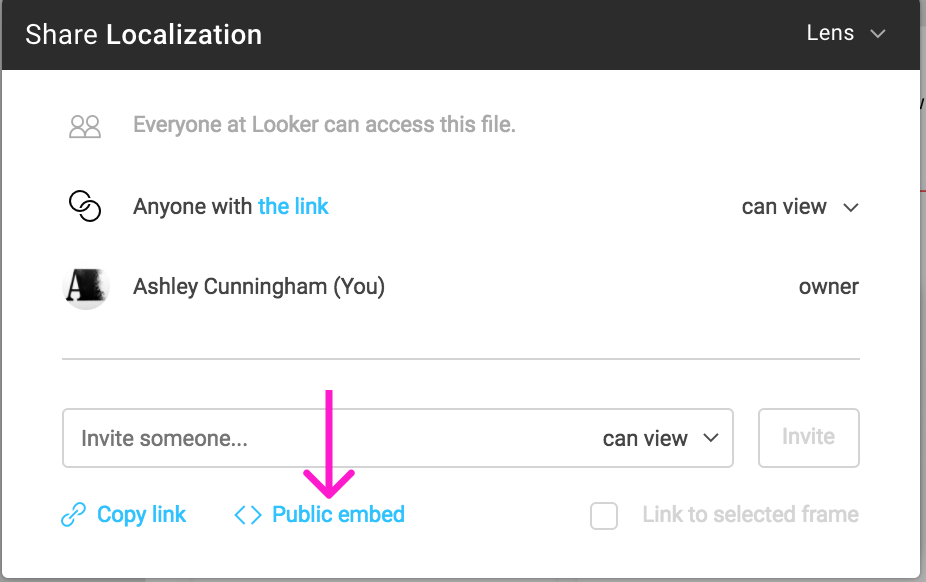 Share Localization
Lens
Everyone at Looker can access this file.
Anyone with the link
can view
A
Ashley Cunningham (You)
owner
Invite someone...
can view
Invite
Copy link
<> Public embed
Link to selected frame